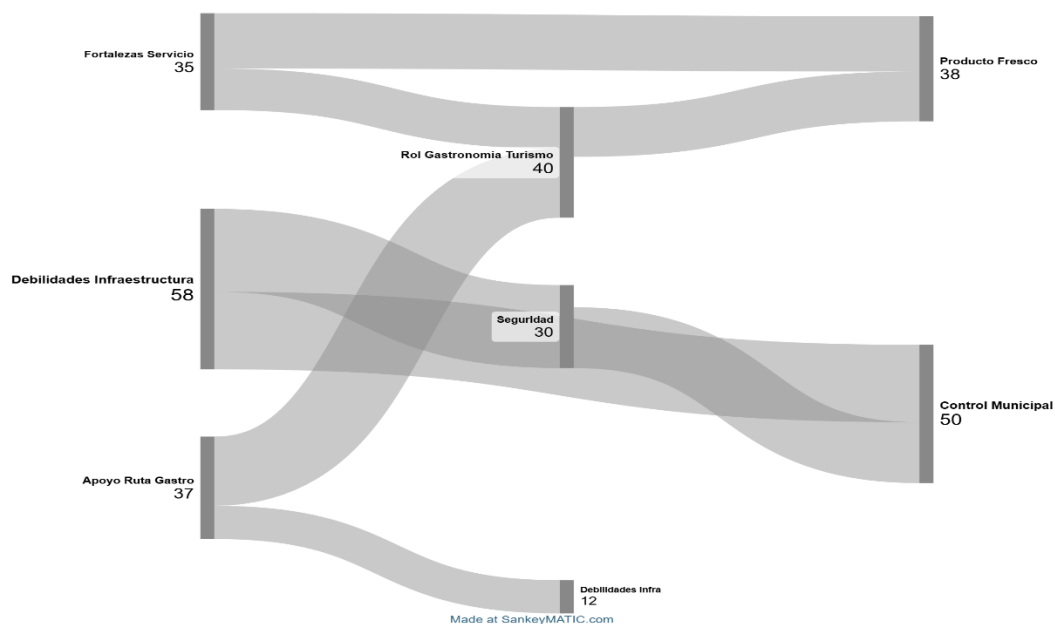 Fortalezas Servicio
35
Producto Fresco
38
Rol Gastronomia Turismo
40
Debilidades Infraestructura
58
Seguridad
30
Control Municipal
50
Apoyo Ruta Gastro
37
Debilidades Infra
12
Made at SankeyMATIC.com